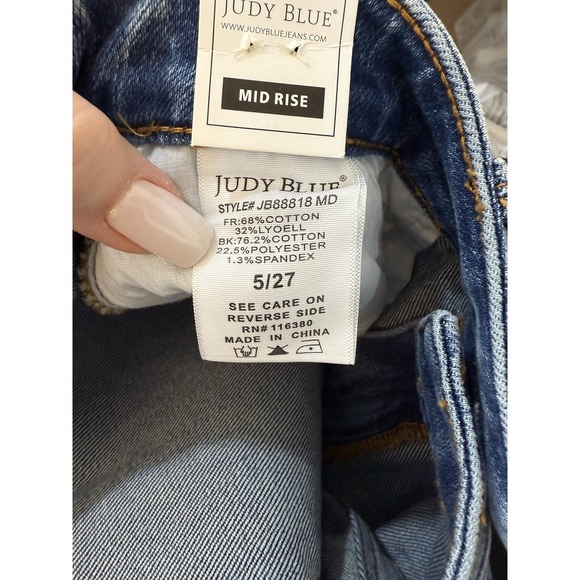 JUDY BLUE®
WWW.JUDYBLUEJEANS.COM
MID RISE
JUDY BLUE®
STYLE# JB88818 MD
FR:68%COTTON
32%LYOELL
BK:76.2%COTTON
22.5%POLYESTER
1.3%SPANDEX
5/27
SEE CARE ON
REVERSE SIDE
RN# 116380
MADE IN CHINA